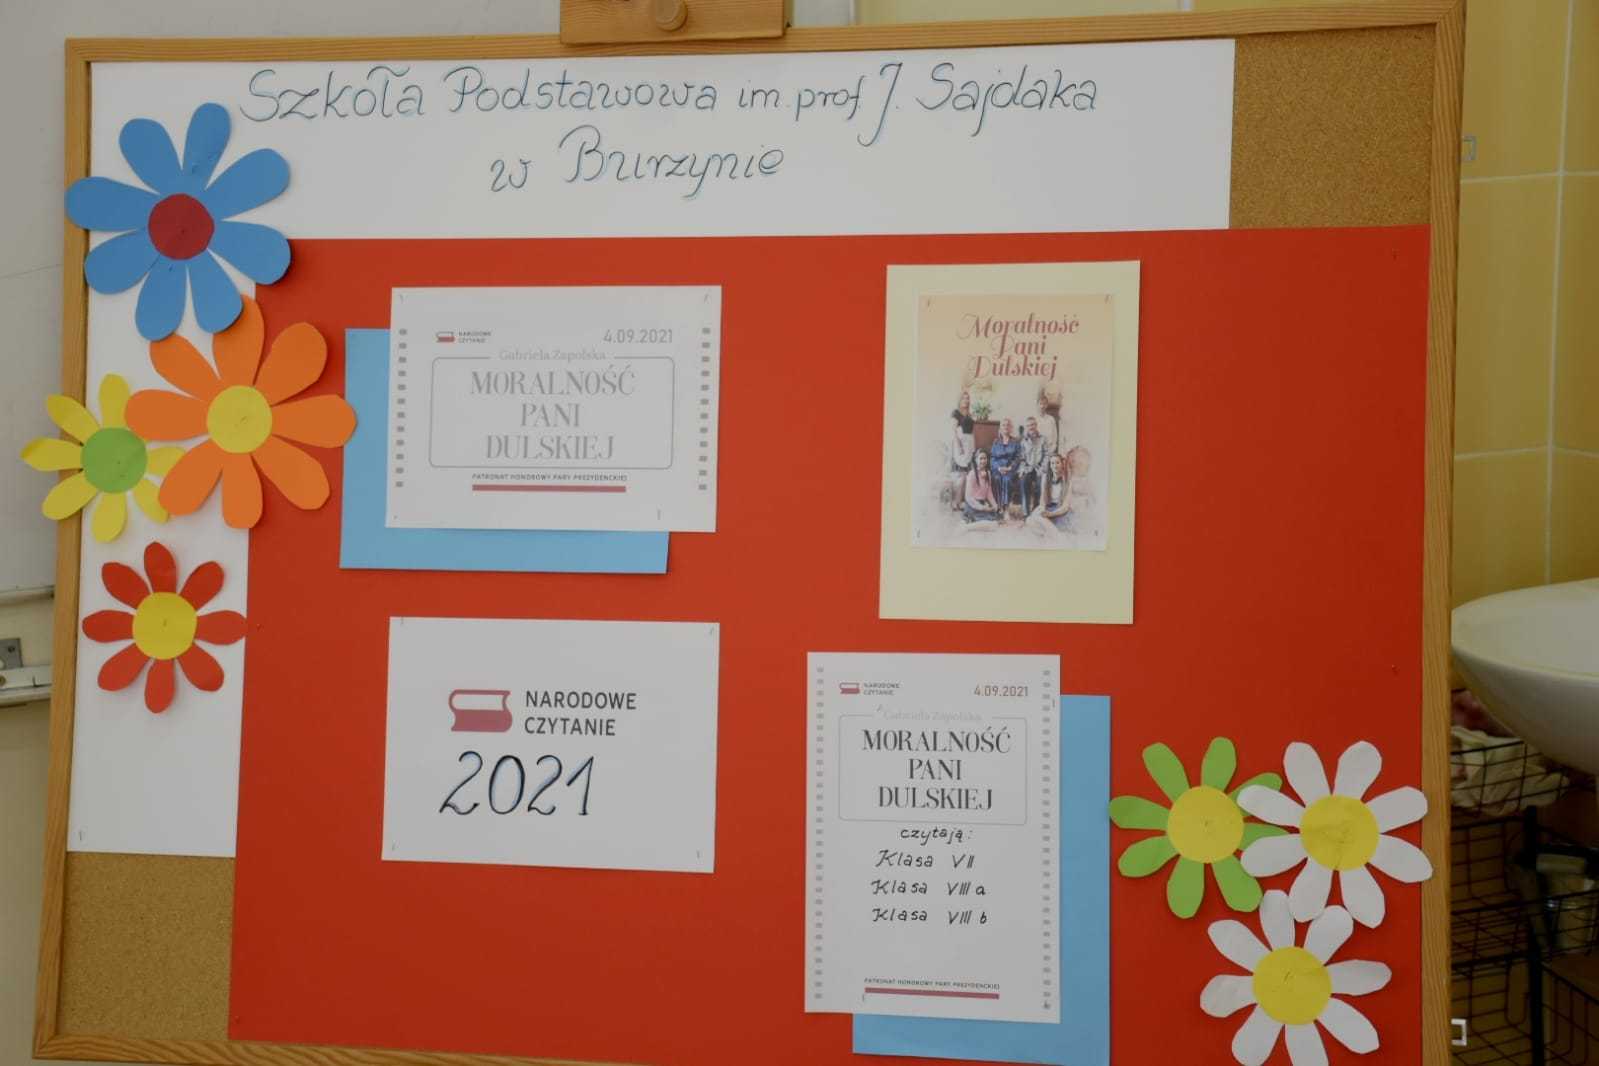 Szkoła Podstawowa im. prof. J. Sajdaka
w Burzynie
NARODOWE
CZYTANIE
4.09.2021
Gabriela Zapolska
MORALNOŚĆ
PANI
DULSKIEJ
PATRONAT HONOROWY PARY PREZYDENCKIEJ
Moralność
Pani
Dulskiej
NARODOWE
CZYTANIE
2021
NARODOWE
CZYTANIE
4.09.2021
Gabriela Zapolska
MORALNOŚĆ
PANI
DULSKIEJ
czytają:
Klasa VII
Klasa VIII a
Klasa VIII b
PATRONAT HONOROWY PARY PREZYDENCKIEJ